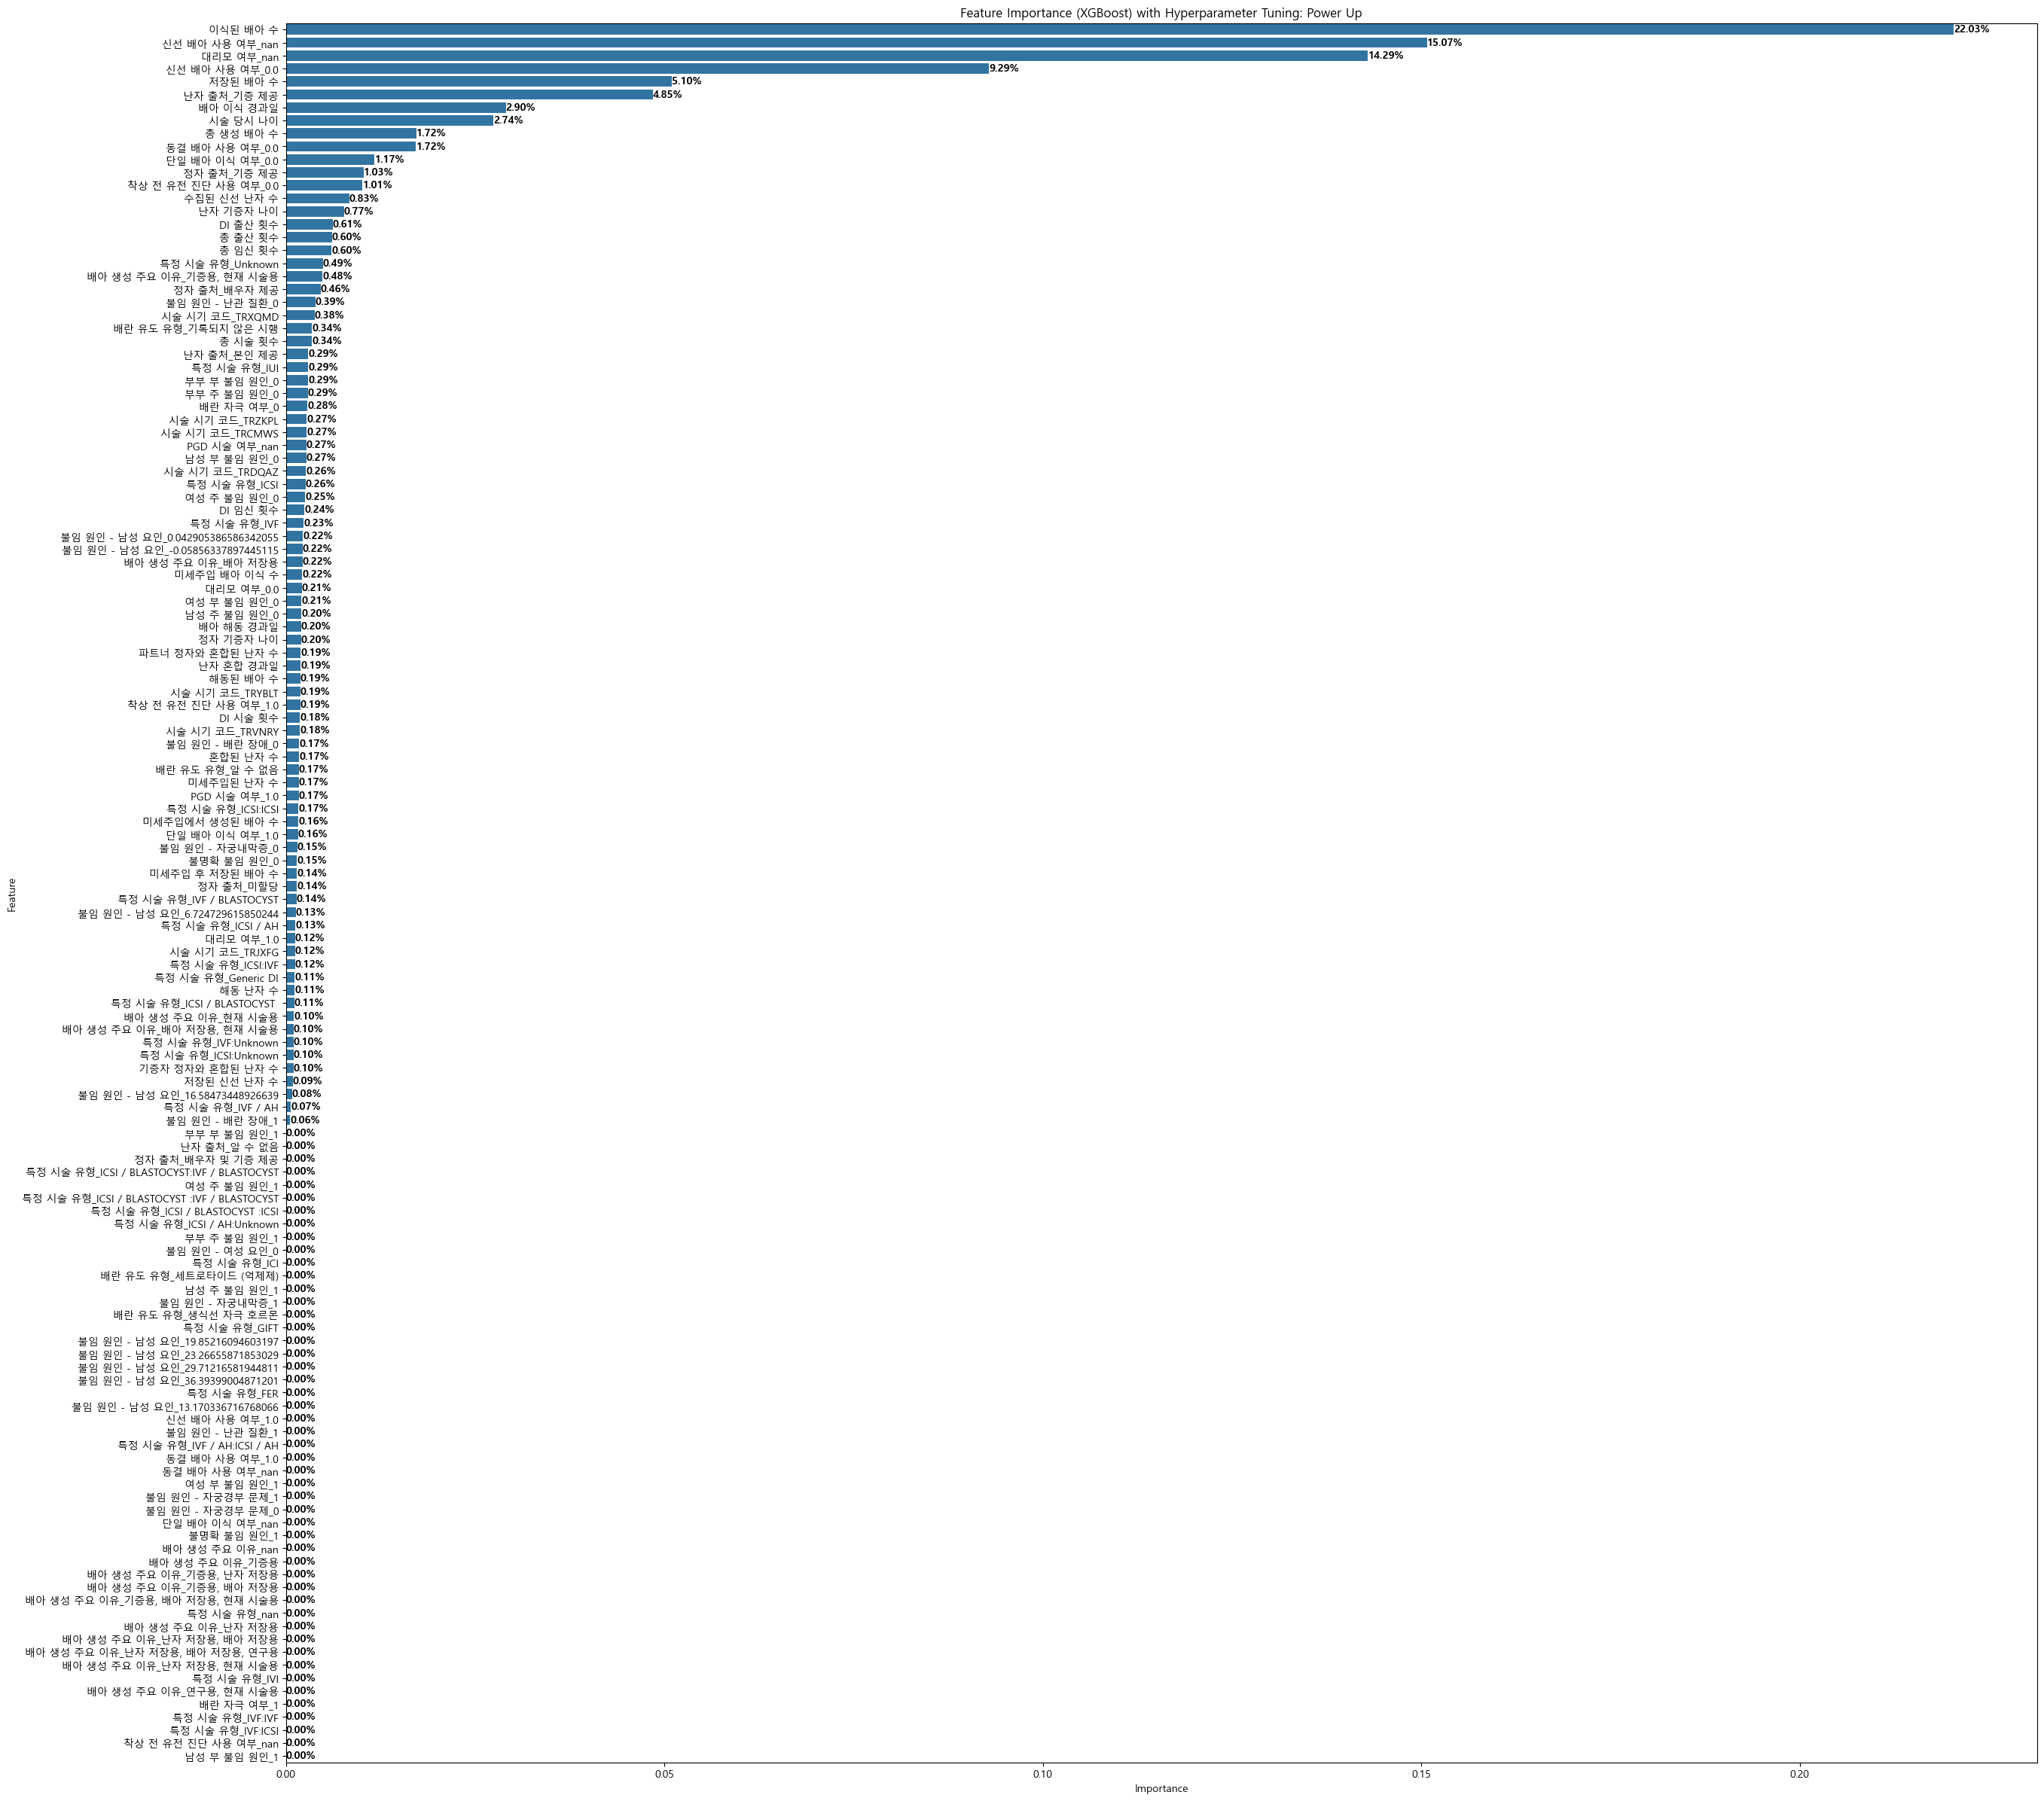 Feature Importance (XGBoost) with Hyperparameter Tuning: Power Up
이식된 배아 수 22.03%
신선 배아 사용 여부_nan 15.07%
대리모 여부_nan 14.29%
신선 배아 사용 여부_0.0 9.29%
저장된 배아 수 5.10%
난자 출처_기증 제공 4.85%
배아 이식 경과일 2.90%
시술 당시 나이 2.74%
총 생성 배아 수 1.72%
동결 배아 사용 여부_0.0 1.72%
단일 배아 이식 여부_0.0 1.17%
정자 출처_기증 제공 1.03%
착상 전 유전 진단 사용 여부_0.0 1.01%
수집된 신선 난자 수 0.83%
난자 기증자 나이 0.77%
DI 출산 횟수 0.61%
총 출산 횟수 0.60%
총 임신 횟수 0.60%
특정 시술 유형_Unknown 0.49%
배아 생성 주요 이유_기증용, 현재 시술용 0.48%
정자 출처_배우자 제공 0.46%
불임 원인 - 난관 질환_0 0.39%
시술 시기 코드_TRXQMD 0.38%
배란 유도 유형_기록되지 않은 시행 0.34%
총 시술 횟수 0.34%
난자 출처_본인 제공 0.29%
특정 시술 유형_IUI 0.29%
부부 부 불임 원인_0 0.29%
부부 주 불임 원인_0 0.29%
배란 자극 여부_0 0.28%
시술 시기 코드_TRZKPL 0.27%
시술 시기 코드_TRCMWS 0.27%
PGD 시술 여부_nan 0.27%
남성 부 불임 원인_0 0.27%
시술 시기 코드_TRDQAZ 0.26%
특정 시술 유형_ICSI 0.26%
여성 주 불임 원인_0 0.25%
DI 임신 횟수 0.24%
특정 시술 유형_IVF 0.23%
불임 원인 - 남성 요인_0.042905386586342055 0.22%
불임 원인 - 남성 요인_-0.05856337897445115 0.22%
배아 생성 주요 이유_배아 저장용 0.22%
미세주입 배아 이식 수 0.22%
대리모 여부_0.0 0.21%
여성 부 불임 원인_0 0.21%
남성 주 불임 원인_0 0.20%
배아 해동 경과일 0.20%
정자 기증자 나이 0.20%
파트너 정자와 혼합된 난자 수 0.19%
난자 혼합 경과일 0.19%
해동된 배아 수 0.19%
시술 시기 코드_TRYBLT 0.19%
착상 전 유전 진단 사용 여부_1.0 0.19%
DI 시술 횟수 0.18%
시술 시기 코드_TRVNRY 0.18%
불임 원인 - 배란 장애_0 0.17%
혼합된 난자 수 0.17%
배란 유도 유형_알 수 없음 0.17%
미세주입된 난자 수 0.17%
PGD 시술 여부_1.0 0.17%
특정 시술 유형_ICSI:ICSI 0.17%
미세주입에서 생성된 배아 수 0.16%
단일 배아 이식 여부_1.0 0.16%
불임 원인 - 자궁내막증_0 0.15%
불명확 불임 원인_0 0.15%
미세주입 후 저장된 배아 수 0.14%
정자 출처_미할당 0.14%
특정 시술 유형_IVF / BLASTOCYST 0.14%
불임 원인 - 남성 요인_6.724729615850244 0.13%
특정 시술 유형_ICSI / AH 0.13%
대리모 여부_1.0 0.12%
시술 시기 코드_TRJXFG 0.12%
특정 시술 유형_ICSI:IVF 0.12%
특정 시술 유형_Generic DI 0.11%
해동 난자 수 0.11%
특정 시술 유형_ICSI / BLASTOCYST 0.11%
배아 생성 주요 이유_현재 시술용 0.10%
배아 생성 주요 이유_배아 저장용, 현재 시술용 0.10%
특정 시술 유형_IVF:Unknown 0.10%
특정 시술 유형_ICSI:Unknown 0.10%
기증자 정자와 혼합된 난자 수 0.10%
저장된 신선 난자 수 0.09%
불임 원인 - 남성 요인_16.58473448926639 0.08%
특정 시술 유형_IVF / AH 0.07%
불임 원인 - 배란 장애_1 0.06%
부부 부 불임 원인_1 0.00%
난자 출처_알 수 없음 0.00%
정자 출처_배우자 및 기증 제공 0.00%
특정 시술 유형_ICSI / BLASTOCYST:IVF / BLASTOCYST 0.00%
여성 주 불임 원인_1 0.00%
특정 시술 유형_ICSI / BLASTOCYST :IVF / BLASTOCYST 0.00%
특정 시술 유형_ICSI / BLASTOCYST :ICSI 0.00%
특정 시술 유형_ICSI / AH:Unknown 0.00%
부부 주 불임 원인_1 0.00%
불임 원인 - 여성 요인_0 0.00%
특정 시술 유형_ICI 0.00%
배란 유도 유형_세트로타이드 (억제제) 0.00%
남성 주 불임 원인_1 0.00%
불임 원인 - 자궁내막증_1 0.00%
배란 유도 유형_생식선 자극 호르몬 0.00%
특정 시술 유형_GIFT 0.00%
불임 원인 - 남성 요인_19.85216094603197 0.00%
불임 원인 - 남성 요인_23.26655871853029 0.00%
불임 원인 - 남성 요인_29.71216581944811 0.00%
불임 원인 - 남성 요인_36.39399004871201 0.00%
특정 시술 유형_FER 0.00%
불임 원인 - 남성 요인_13.170336716768066 0.00%
신선 배아 사용 여부_1.0 0.00%
불임 원인 - 난관 질환_1 0.00%
특정 시술 유형_IVF / AH:ICSI / AH 0.00%
동결 배아 사용 여부_1.0 0.00%
동결 배아 사용 여부_nan 0.00%
여성 부 불임 원인_1 0.00%
불임 원인 - 자궁경부 문제_1 0.00%
불임 원인 - 자궁경부 문제_0 0.00%
단일 배아 이식 여부_nan 0.00%
불명확 불임 원인_1 0.00%
배아 생성 주요 이유_nan 0.00%
배아 생성 주요 이유_기증용 0.00%
배아 생성 주요 이유_기증용, 난자 저장용 0.00%
배아 생성 주요 이유_기증용, 배아 저장용 0.00%
배아 생성 주요 이유_기증용, 배아 저장용, 현재 시술용 0.00%
특정 시술 유형_nan 0.00%
배아 생성 주요 이유_난자 저장용 0.00%
배아 생성 주요 이유_난자 저장용, 배아 저장용 0.00%
배아 생성 주요 이유_난자 저장용, 배아 저장용, 연구용 0.00%
배아 생성 주요 이유_난자 저장용, 현재 시술용 0.00%
특정 시술 유형_IVI 0.00%
배아 생성 주요 이유_연구용, 현재 시술용 0.00%
배란 자극 여부_1 0.00%
특정 시술 유형_IVF:IVF 0.00%
특정 시술 유형_IVF:ICSI 0.00%
착상 전 유전 진단 사용 여부_nan 0.00%
남성 부 불임 원인_1 0.00%
Feature
0.00 0.05 0.10 0.15 0.20
Importance